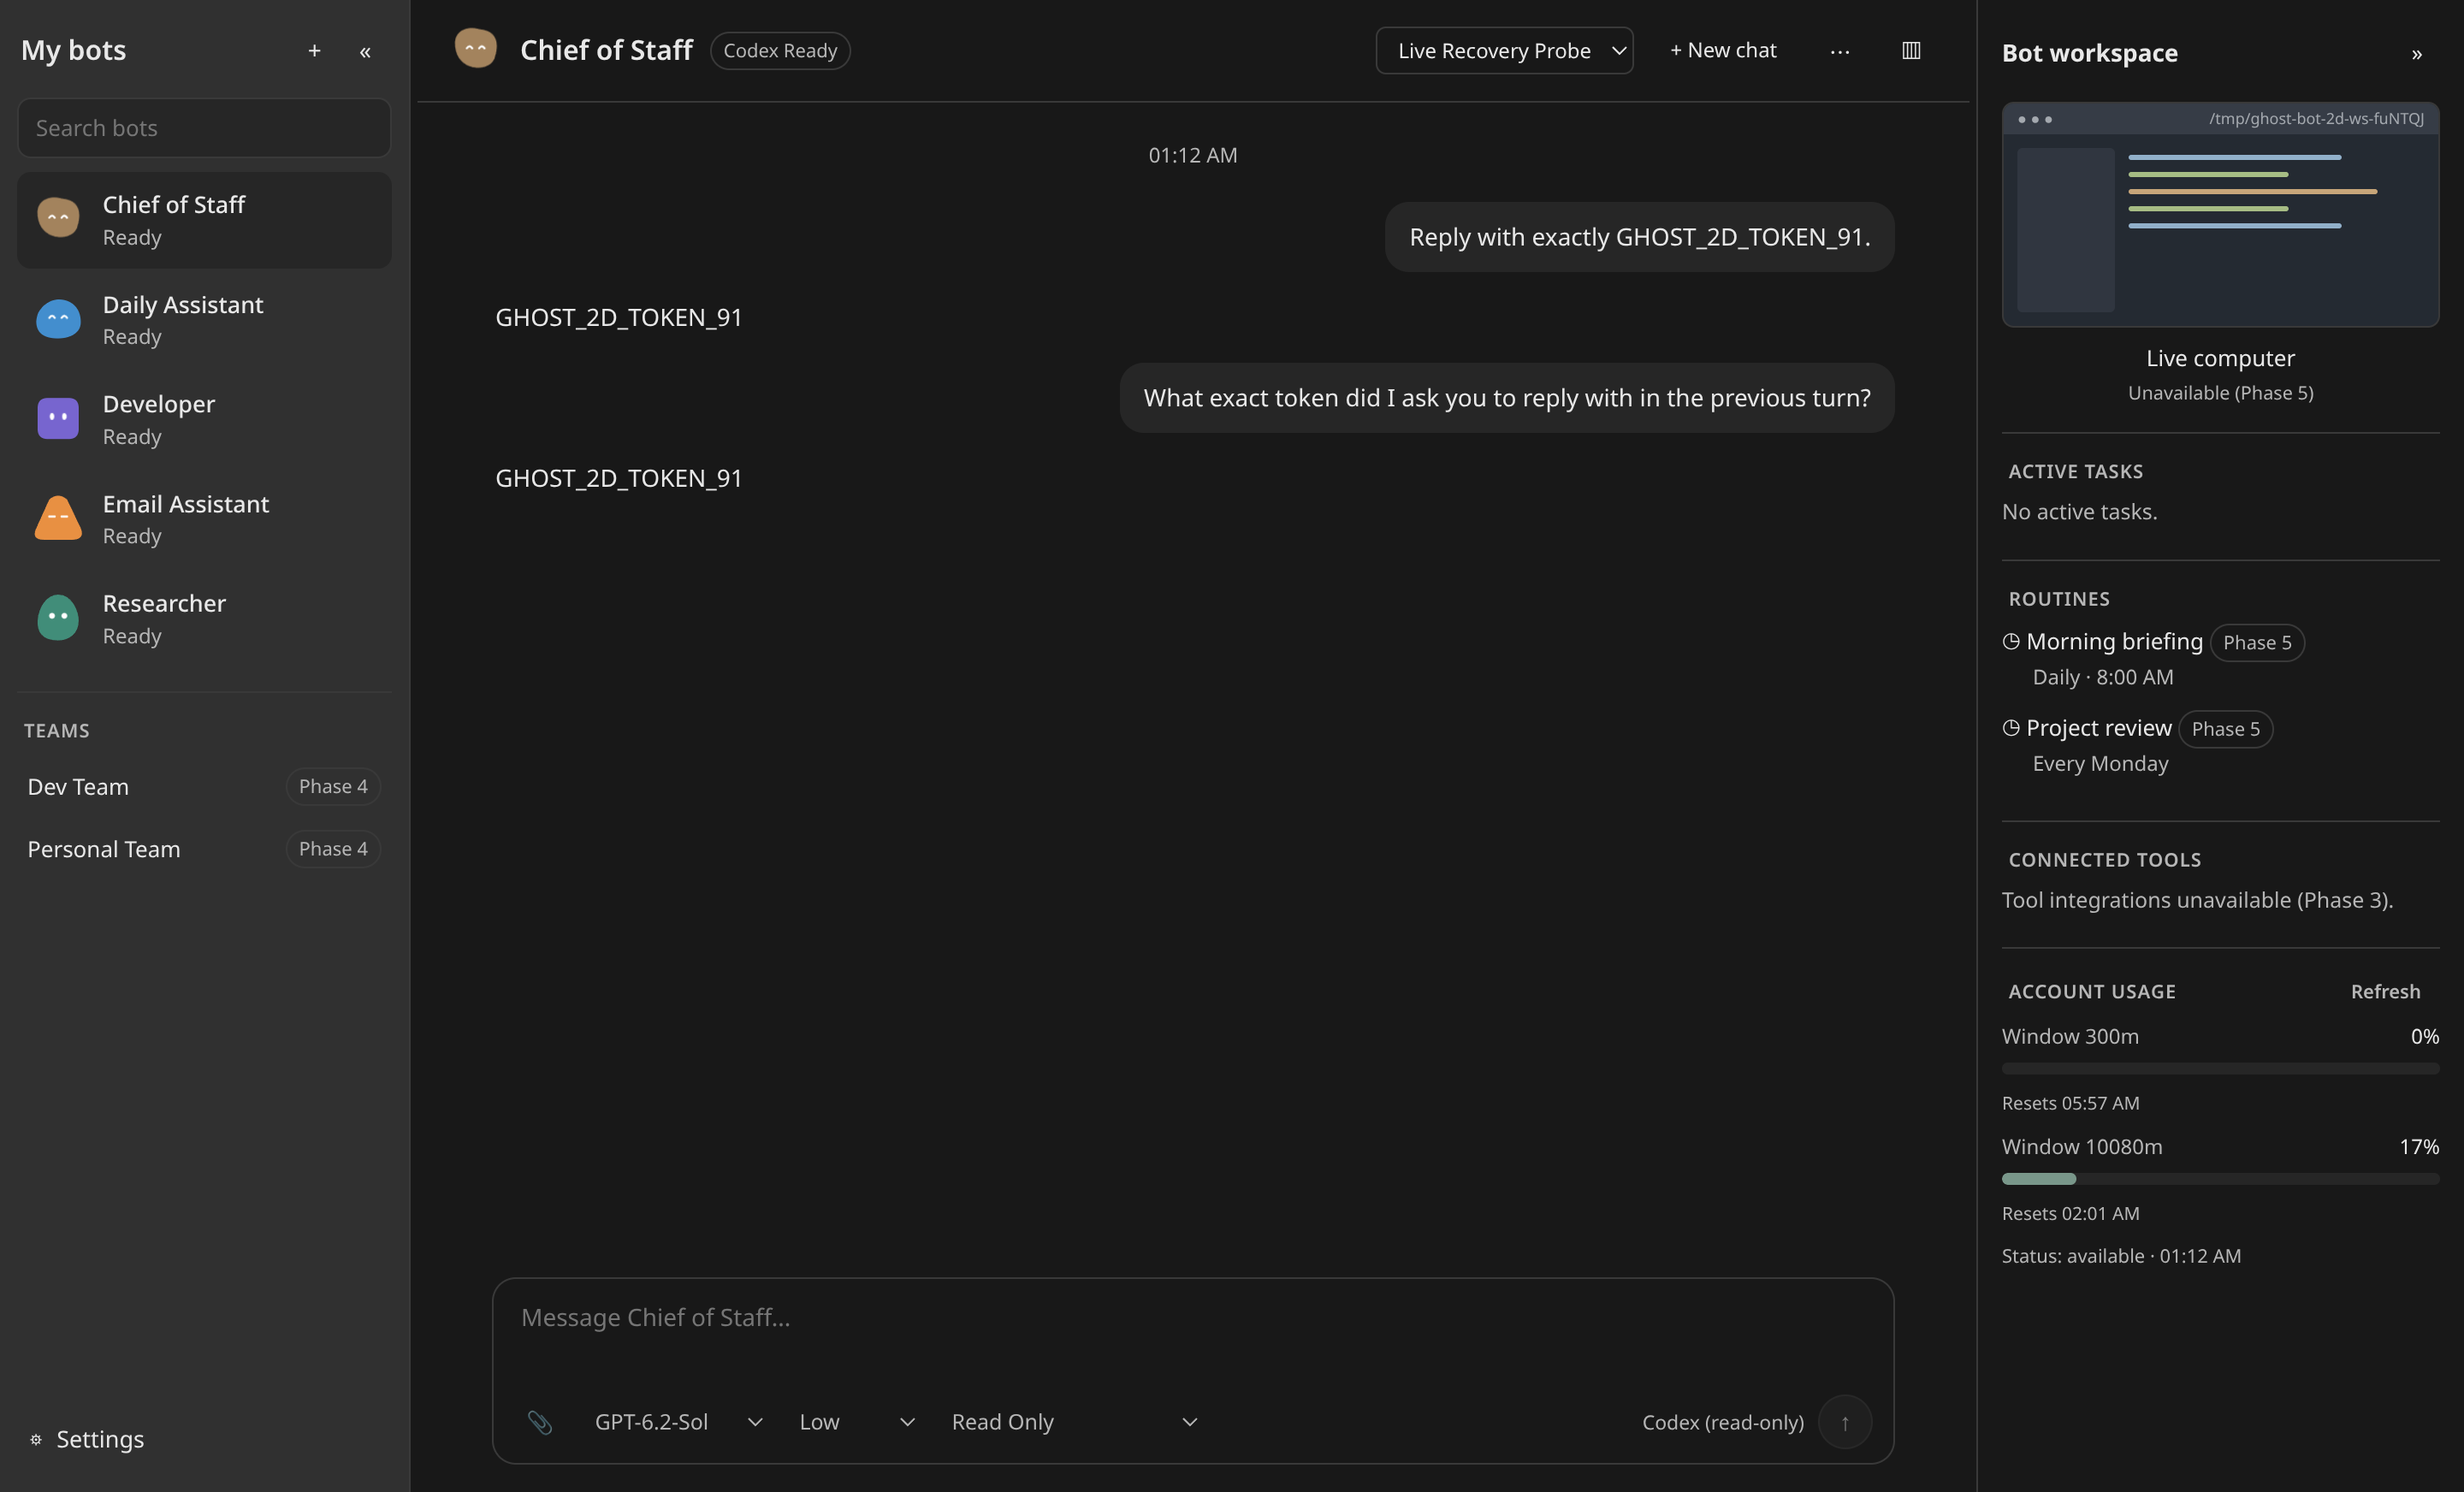 My bots
+
«
Search bots
Chief of Staff
Ready
Daily Assistant
Ready
Developer
Ready
Email Assistant
Ready
Researcher
Ready
TEAMS
Dev Team
Phase 4
Personal Team
Phase 4
Settings
Chief of Staff
Codex Ready
Live Recovery Probe
+ New chat
...
01:12 AM
Reply with exactly GHOST_2D_TOKEN_91.
GHOST_2D_TOKEN_91
What exact token did I ask you to reply with in the previous turn?
GHOST_2D_TOKEN_91
Message Chief of Staff...
GPT-6.2-Sol
Low
Read Only
Codex (read-only)
↑
Bot workspace
»
/tmp/ghost-bot-2d-ws-fuNTQJ
Live computer
Unavailable (Phase 5)
ACTIVE TASKS
No active tasks.
ROUTINES
Morning briefing Phase 5
Daily · 8:00 AM
Project review Phase 5
Every Monday
CONNECTED TOOLS
Tool integrations unavailable (Phase 3).
ACCOUNT USAGE
Refresh
Window 300m 0%
Resets 05:57 AM
Window 10080m 17%
Resets 02:01 AM
Status: available · 01:12 AM